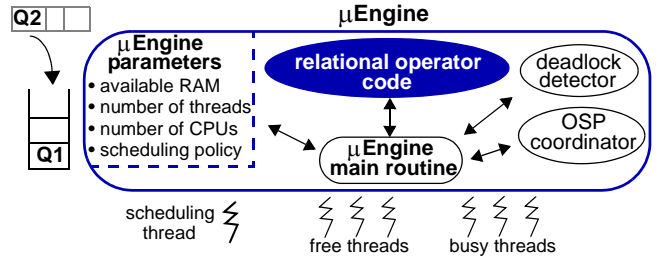 Q2
μEngine
μEngine
parameters
• available RAM
• number of threads
• number of CPUs
• scheduling policy
Q1
relational operator
code
deadlock
detector
OSP
coordinator
μEngine
main routine
scheduling
thread
free threads
busy threads